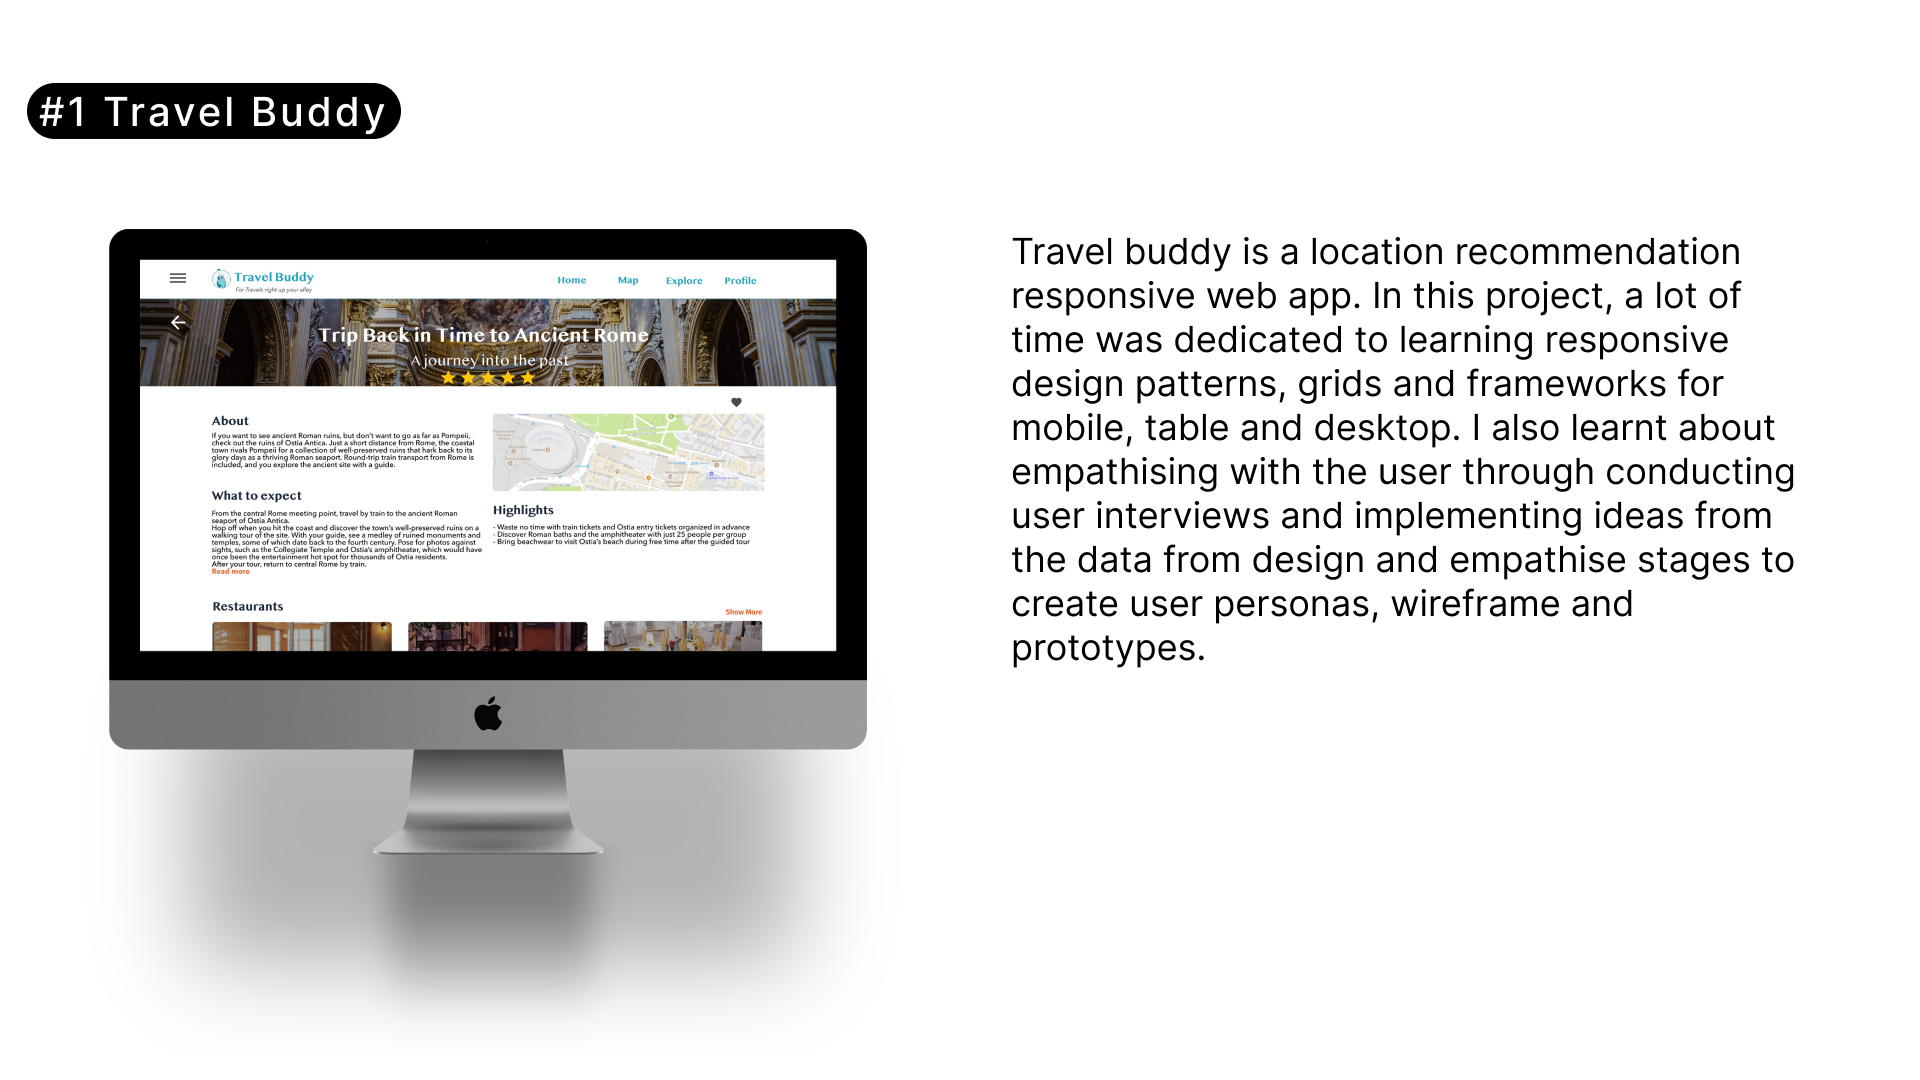 #1 Travel Buddy
Travel Buddy
For Travels right up your alley
Home Map Explore Profile
Trip Back in Time to Ancient Rome
A journey into the past
About
If you want to see ancient Roman ruins, but don't want to go as far as Pompeii,
check out the ruins of Ostia Antica. Just a short distance from Rome, the coastal
town rivals Pompeii for a collection of well-preserved ruins that hark back to its
glory days as a thriving Roman seaport. Round-trip train transport from Rome is
included, and you explore the ancient site with a guide.
What to expect
From the central Rome meeting point, travel by train to the ancient Roman
seaport of Ostia Antica.
Hop off when you hit the coast and discover the town's well-preserved ruins on a
walking tour of the site. With your guide, see a medley of ruined monuments and
temples, some of which date back to the fourth century. Pose for photos against
sights, such as the Collegiate Temple and Ostia's amphitheater, which would have
once been the entertainment hot spot for thousands of Ostia residents.
After your tour, return to central Rome by train.
Read more
Highlights
- Waste no time with train tickets and Ostia entry tickets organized in advance
- Discover Roman baths and the amphitheater with just 25 people per group
- Bring beachwear to visit Ostia's beach during free time after the guided tour
Restaurants
Show More
Travel buddy is a location recommendation
responsive web app. In this project, a lot of
time was dedicated to learning responsive
design patterns, grids and frameworks for
mobile, table and desktop. I also learnt about
empathising with the user through conducting
user interviews and implementing ideas from
the data from design and empathise stages to
create user personas, wireframe and
prototypes.